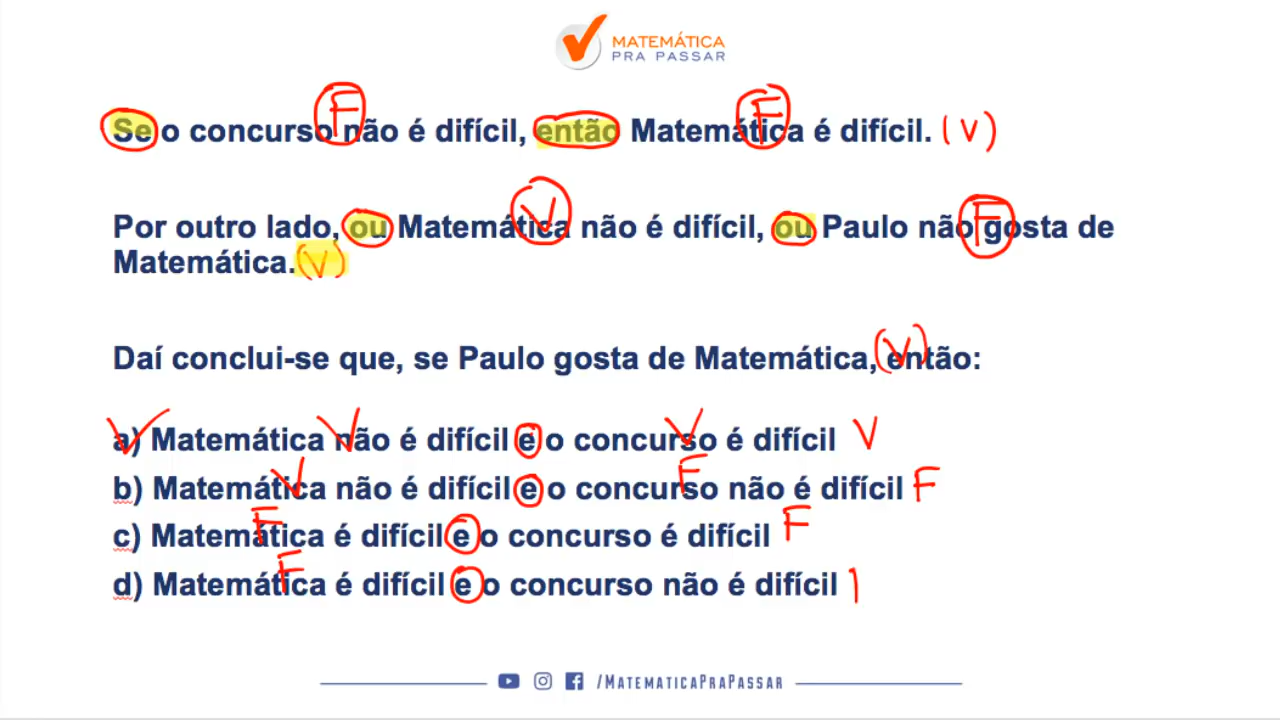 MATEMÁTICA
PRA PASSAR
F F
Se o concurso não é difícil, então Matemática é difícil. (V)
V F
Por outro lado, ou Matemática não é difícil, ou Paulo não gosta de
Matemática. (V)
Daí conclui-se que, se Paulo gosta de Matemática, (V) então:
V V
a) Matemática não é difícil e o concurso é difícil V
V F
b) Matemática não é difícil e o concurso não é difícil F
F
c) Matemática é difícil e o concurso é difícil F
F
d) Matemática é difícil e o concurso não é difícil
/MATEMATICAPRAPASSAR